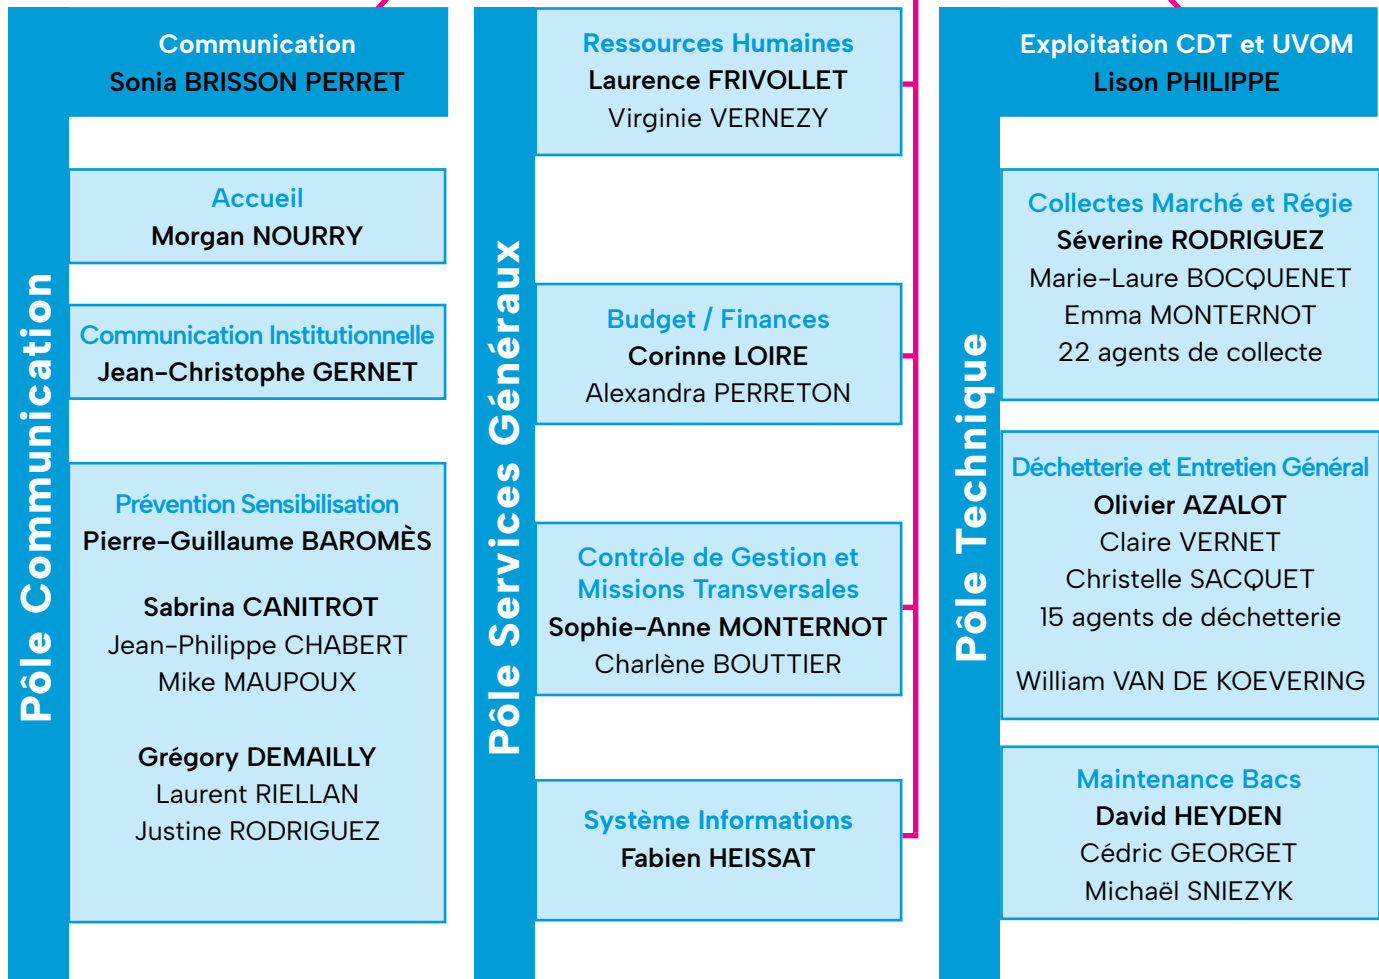 Pôle Communication
Communication
Sonia BRISSON PERRET
Accueil
Morgan NOURRY
Communication Institutionnelle
Jean-Christophe GERNET
Prévention Sensibilisation
Pierre-Guillaume BAROMÈS
Sabrina CANITROT
Jean-Philippe CHABERT
Mike MAUPOUX
Grégory DEMAILLY
Laurent RIELLAN
Justine RODRIGUEZ
Pôle Services Généraux
Ressources Humaines
Laurence FRIVOLLET
Virginie VERNEZY
Budget / Finances
Corinne LOIRE
Alexandra PERRETON
Contrôle de Gestion et
Missions Transversales
Sophie-Anne MONTERNOT
Charlène BOUTTIER
Système Informations
Fabien HEISSAT
Pôle Technique
Exploitation CDT et UVOM
Lison PHILIPPE
Collectes Marché et Régie
Séverine RODRIGUEZ
Marie-Laure BOCQUENET
Emma MONTERNOT
22 agents de collecte
Déchetterie et Entretien Général
Olivier AZALOT
Claire VERNET
Christelle SACQUET
15 agents de déchetterie
William VAN DE KOEVERING
Maintenance Bacs
David HEYDEN
Cédric GEORGET
Michaël SNIEZYK